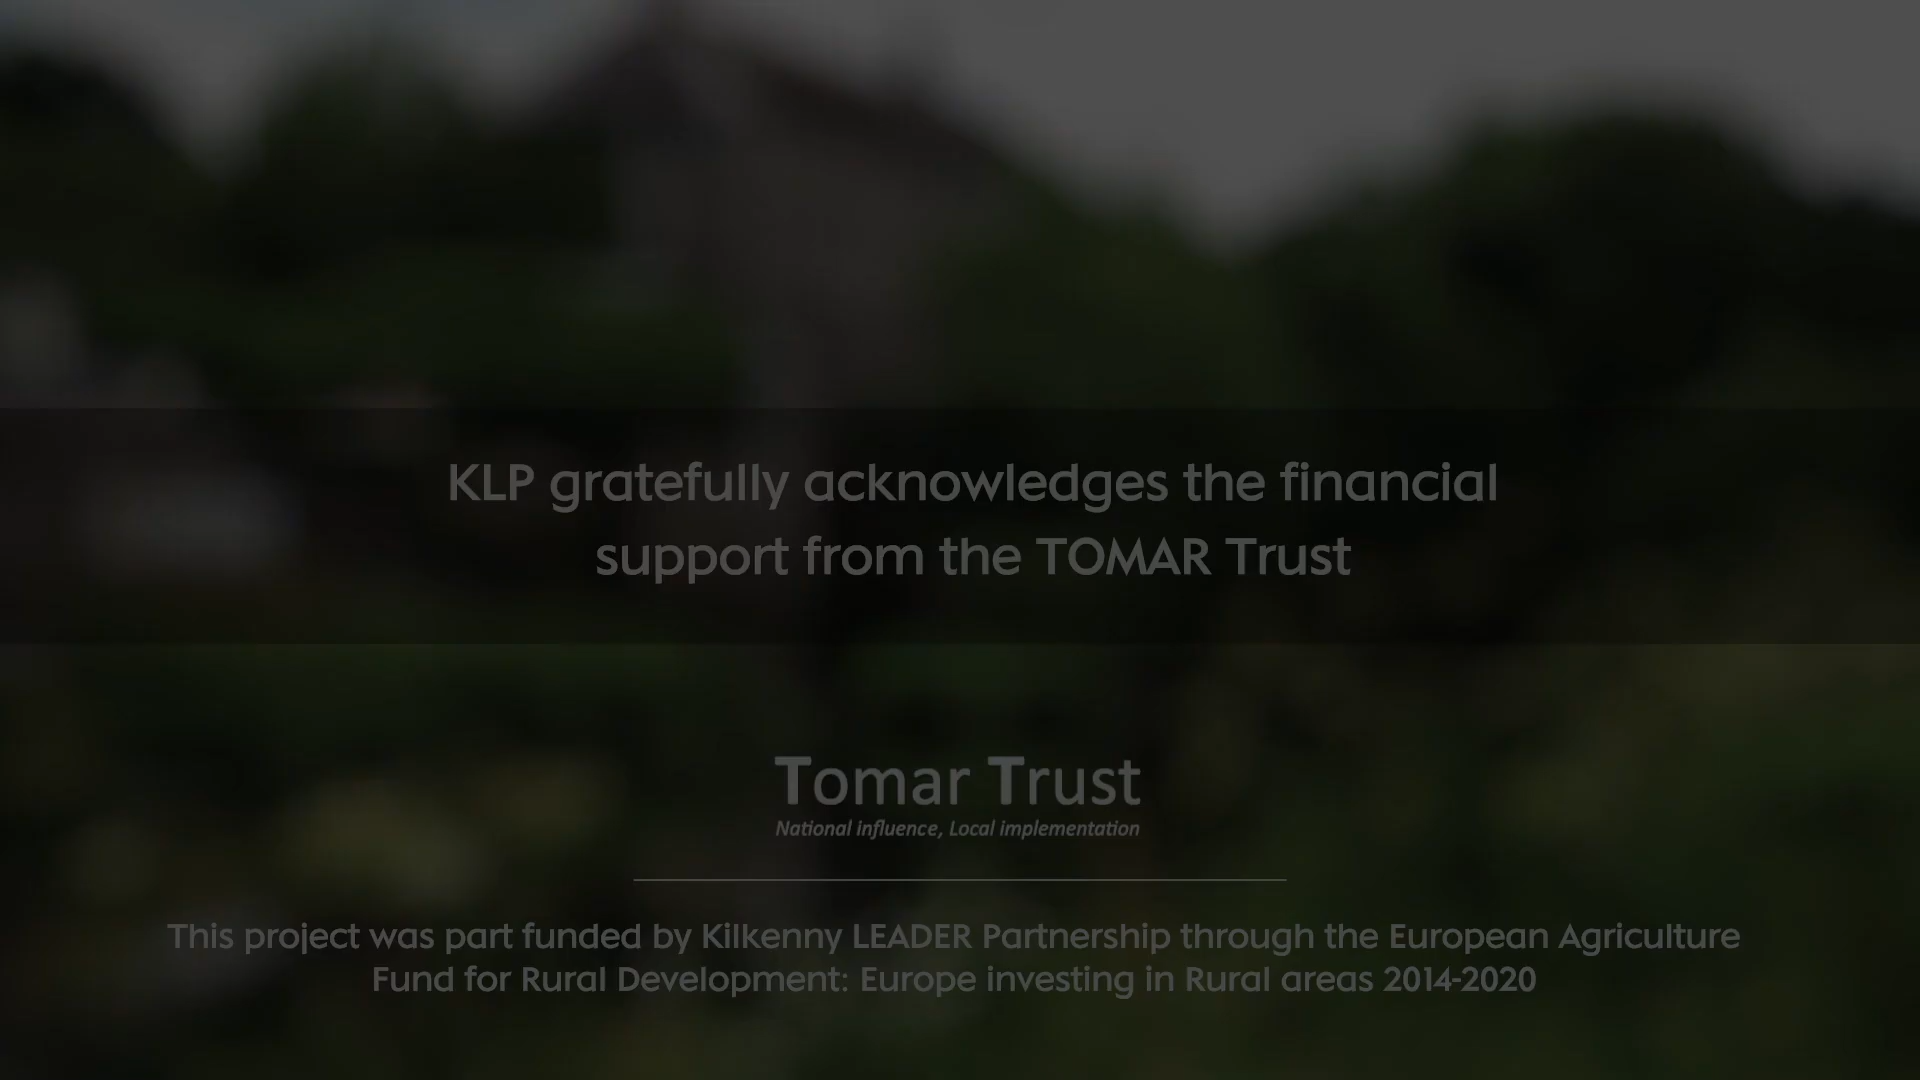 KLP gratefully acknowledges the financial
support from the TOMAR Trust
Tomar Trust
National influence, Local implementation
This project was part funded by Kilkenny LEADER Partnership through the European Agriculture
Fund for Rural Development: Europe investing in Rural areas 2014-2020